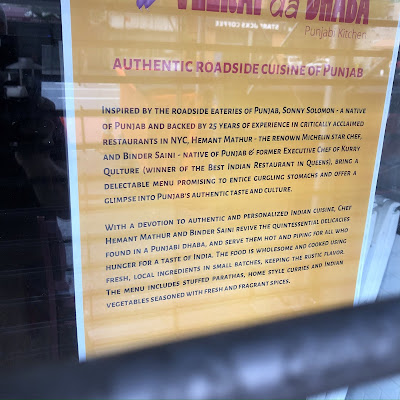 da DHABA
Punjabi Kitchen
STARBUCKS COFFEE
AUTHENTIC ROADSIDE CUISINE OF PUNJAB
INSPIRED BY THE ROADSIDE EATERIES OF PUNJAB, SONNY SOLOMON - A NATIVE
OF PUNJAB AND BACKED BY 25 YEARS OF EXPERIENCE IN CRITICALLY ACCLAIMED
RESTAURANTS IN NYC, HEMANT MATHUR - THE RENOWN MICHELIN STAR CHEF,
AND BINDER SAINI - NATIVE OF PUNJAB & FORMER EXECUTIVE CHEF OF KURRY
QULTURE (WINNER OF THE BEST INDIAN RESTAURANT IN QUEENS), BRING A
DELECTABLE MENU PROMISING TO ENTICE GURGLING STOMACHS AND OFFER A
GLIMPSE INTO PUNJAB'S AUTHENTIC TASTE AND CULTURE.
WITH A DEVOTION TO AUTHENTIC AND PERSONALIZED INDIAN CUISINE, CHEF
HEMANT MATHUR AND BINDER SAINI REVIVE THE QUINTESSENTIAL DELICACIES
FOUND IN A PUNJABI DHABA, AND SERVE THEM HOT AND PIPING FOR ALL WHO
HUNGER FOR A TASTE OF INDIA. THE FOOD IS WHOLESOME AND COOKED USING
FRESH, LOCAL INGREDIENTS IN SMALL BATCHES, KEEPING THE RUSTIC FLAVOR.
THE MENU INCLUDES STUFFED PARATHAS, HOME STYLE CURRIES AND INDIAN
VEGETABLES SEASONED WITH FRESH AND FRAGRANT SPICES.